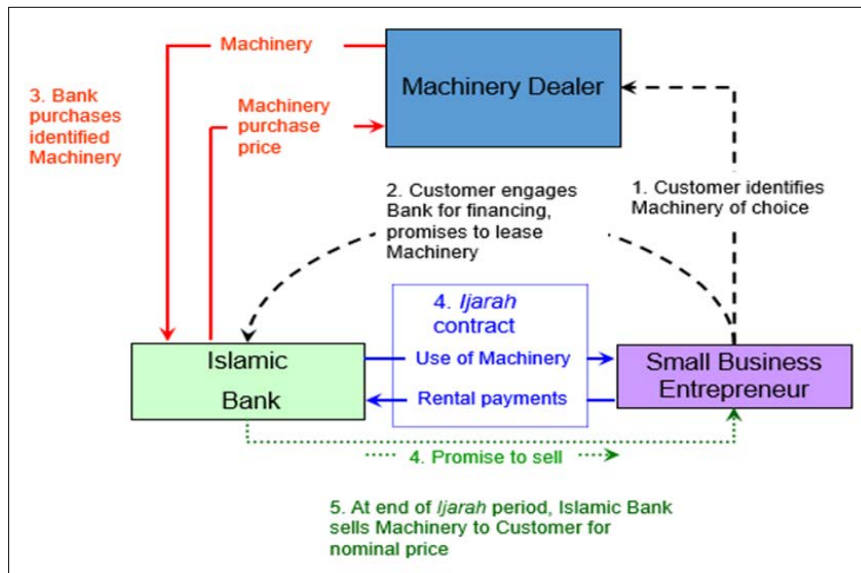 Machinery
Machinery Dealer
3. Bank
purchases
identified
Machinery
Machinery
purchase
price
2. Customer engages
Bank for financing,
promises to lease
Machinery
1. Customer identifies
Machinery of choice
4. Ijarah
contract
Islamic
Bank
Use of Machinery
Rental payments
Small Business
Entrepreneur
4. Promise to sell
5. At end of Ijarah period, Islamic Bank
sells Machinery to Customer for
nominal price